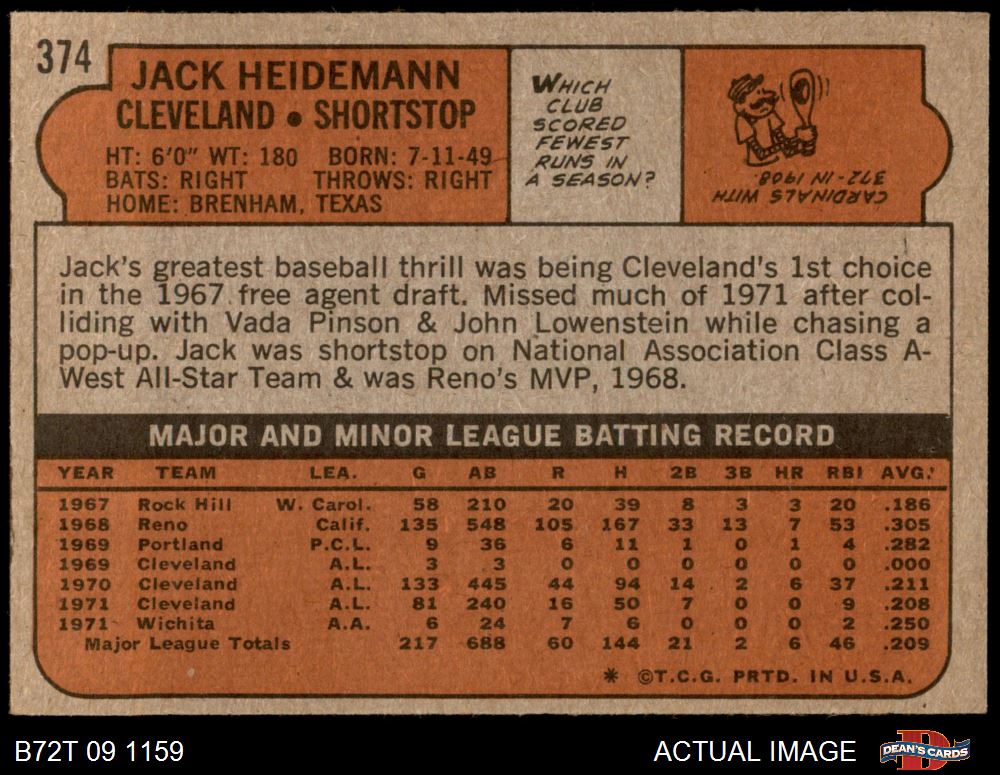 374
JACK HEIDEMANN
CLEVELAND • SHORTSTOP
HT: 6'0" WT: 180 BORN: 7-11-49
BATS: RIGHT THROWS: RIGHT
HOME: BRENHAM, TEXAS
WHICH
CLUB
SCORED
FEWEST
RUNS IN
A SEASON?
CARDINALS WITH
372-IN 1908.
Jack's greatest baseball thrill was being Cleveland's 1st choice
in the 1967 free agent draft. Missed much of 1971 after col-
liding with Vada Pinson & John Lowenstein while chasing a
pop-up. Jack was shortstop on National Association Class A-
West All-Star Team & was Reno's MVP, 1968.
MAJOR AND MINOR LEAGUE BATTING RECORD
YEAR TEAM LEA. G AB R H 2B 3B HR RBI AVG.
1967 Rock Hill W. Carol. 58 210 20 39 8 3 3 20 .186
1968 Reno Calif. 135 548 105 167 33 13 7 53 .305
1969 Portland P.C.L. 9 36 6 11 1 0 1 4 .282
1969 Cleveland A.L. 3 3 0 0 0 0 0 0 .000
1970 Cleveland A.L. 133 445 44 94 14 2 6 37 .211
1971 Cleveland A.L. 81 240 16 50 7 0 0 9 .208
1971 Wichita A.A. 6 24 7 6 0 0 0 2 .250
Major League Totals 217 688 60 144 21 2 6 46 .209
* ©T.C.G. PRTD. IN U.S.A.
B72T 09 1159
ACTUAL IMAGE
D
DEAN'S CARDS